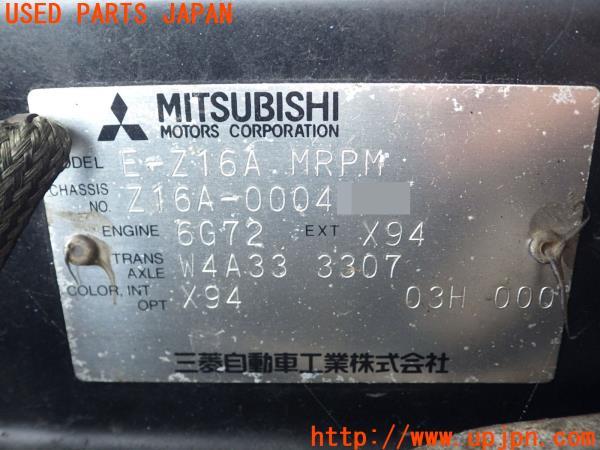 USED PARTS JAPAN
MITSUBISHI
MOTORS CORPORATION
MODEL E-Z16A MRPM
CHASSIS NO. Z16A-0004
ENGINE 6G72 EXT X94
TRANS AXLE W4A33 3307
COLOR, INT OPT X94 03H 000
三菱自動車工業株式会社
http://www.upjpn.com/